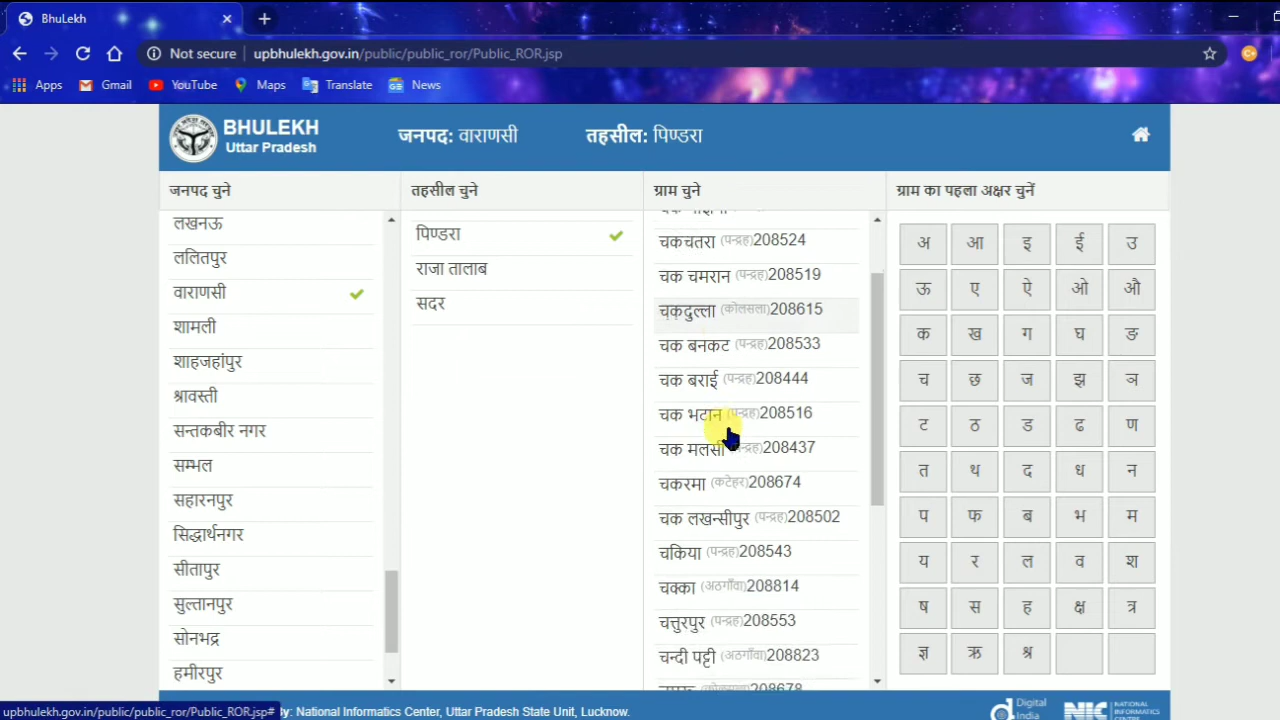 BhuLekh
Not secure upbhulekh.gov.in/public/public_ror/Public_ROR.jsp
Apps Gmail YouTube Maps Translate News
BHULEKH
Uttar Pradesh
जनपद: वाराणसी
तहसील: पिण्डरा
जनपद चुने
लखनऊ
ललितपुर
वाराणसी
शामली
शाहजहांपुर
श्रावस्ती
सन्तकबीर नगर
सम्भल
सहारनपुर
सिद्धार्थनगर
सीतापुर
सुल्तानपुर
सोनभद्र
हमीरपुर
तहसील चुने
पिण्डरा
राजा तालाब
सदर
ग्राम चुने
चकचतरा (पन्द्रह)208524
चक चमरान (पन्द्रह)208519
चकदुल्ला (कोलसला)208615
चक बनकट (पन्द्रह)208533
चक बराई (पन्द्रह)208444
चक भटान (पन्द्रह)208516
चक मलसी 208437
चकरमा (कटेहर)208674
चक लखन्सीपुर (पन्द्रह)208502
चकिया (पन्द्रह)208543
चक्का (अठगाँवा)208814
चत्तुरपुर (पन्द्रह)208553
चन्दी पट्टी (अठगाँवा)208823
ग्राम का पहला अक्षर चुनें
अ आ इ ई उ
ऊ ए ऐ ओ औ
क ख ग घ ङ
च छ ज झ ञ
ट ठ ड ढ ण
त थ द ध न
प फ ब भ म
य र ल व श
ष स ह क्ष त्र
ज्ञ ऋ श्र
upbhulekh.gov.in/public/public_ror/Public_ROR.jsp#
by: National Informatics Center, Uttar Pradesh State Unit, Lucknow.
Digital
India
NIC NATIONAL
INFORMATICS